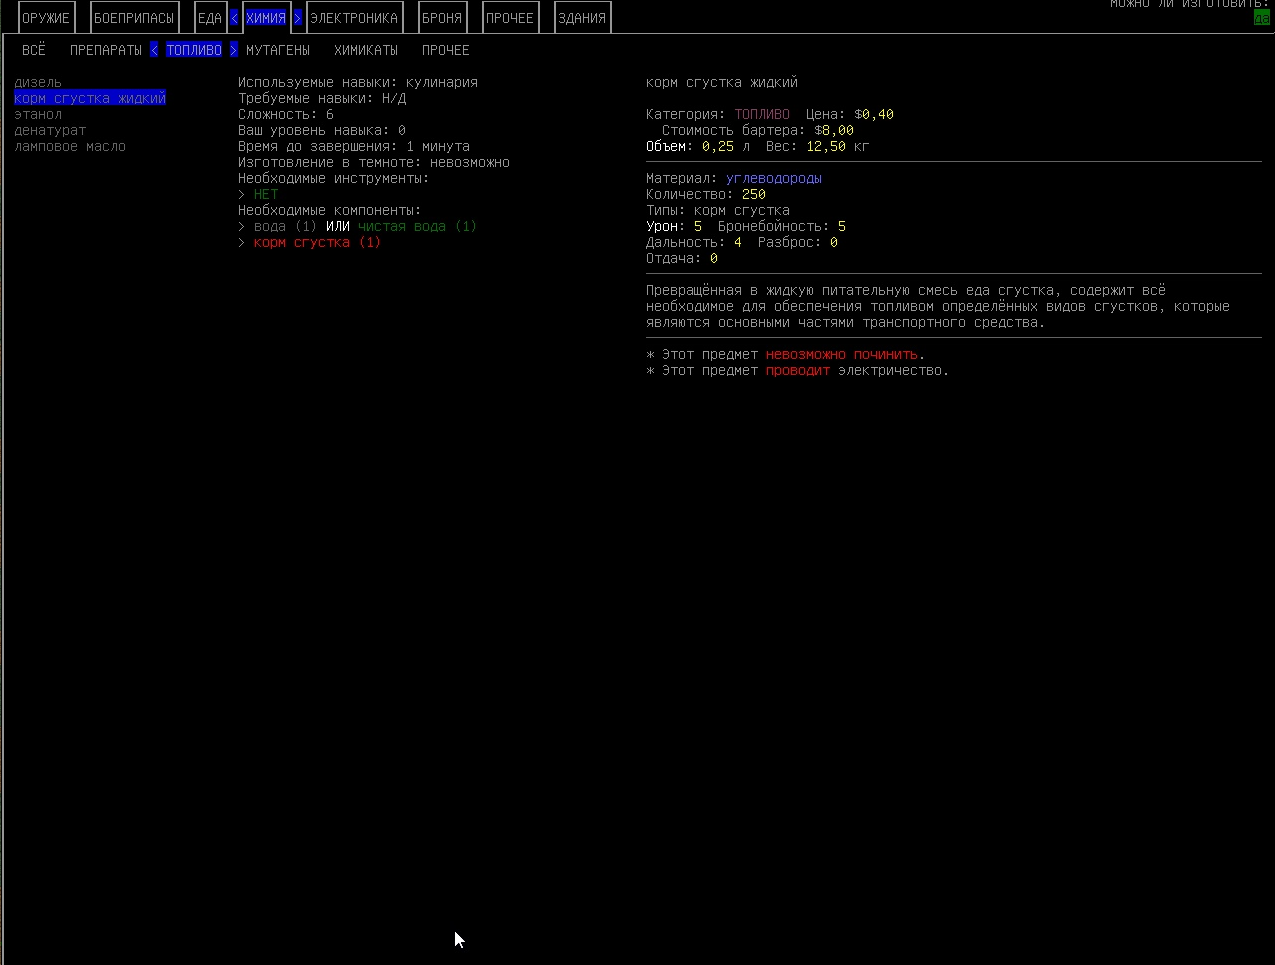 МОЖНО ЛИ ИЗГОТОВИТЬ:
ОРУЖИЕ БОЕПРИПАСЫ ЕДА < ХИМИЯ > ЭЛЕКТРОНИКА БРОНЯ ПРОЧЕЕ ЗДАНИЯ
да
ВСЁ ПРЕПАРАТЫ < ТОПЛИВО > МУТАГЕНЫ ХИМИКАТЫ ПРОЧЕЕ
дизель
корм сгустка жидкий
этанол
денатурат
ламповое масло
Используемые навыки: кулинария
Требуемые навыки: Н/Д
Сложность: 6
Ваш уровень навыка: 0
Время до завершения: 1 минута
Изготовление в темноте: невозможно
Необходимые инструменты:
> НЕТ
Необходимые компоненты:
> вода (1) ИЛИ чистая вода (1)
> корм сгустка (1)
корм сгустка жидкий
Категория: ТОПЛИВО Цена: $0,40
Стоимость бартера: $8,00
Объем: 0,25 л Вес: 12,50 кг
Материал: углеводороды
Количество: 250
Типы: корм сгустка
Урон: 5 Бронебойность: 5
Дальность: 4 Разброс: 0
Отдача: 0
Превращённая в жидкую питательную смесь еда сгустка, содержит всё
необходимое для обеспечения топливом определённых видов сгустков, которые
являются основными частями транспортного средства.
* Этот предмет невозможно починить.
* Этот предмет проводит электричество.